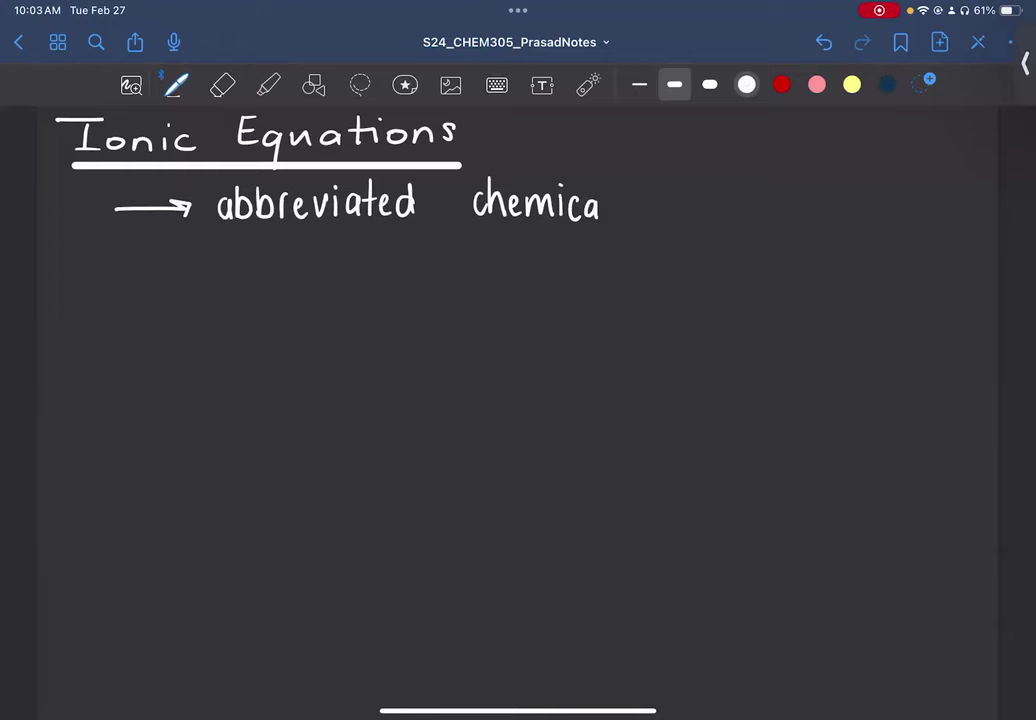 10:03 AM Tue Feb 27 61%
S24_CHEM305_PrasadNotes
Ionic Equations
→ abbreviated chemica